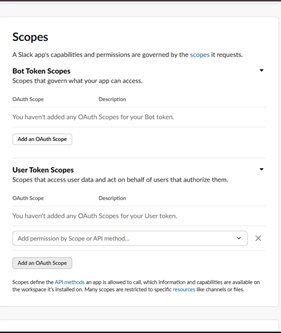 Scopes
A Slack app's capabilities and permissions are governed by the scopes it requests.
Bot Token Scopes
Scopes that govern what your app can access.
OAuth Scope Description
You haven't added any OAuth Scopes for your Bot token.
Add an OAuth Scope
User Token Scopes
Scopes that access user data and act on behalf of users that authorize them.
OAuth Scope Description
You haven't added any OAuth Scopes for your User token.
Add permission by Scope or API method...
Add an OAuth Scope
Scopes define the API methods an app is allowed to call, which information and capabilities are available on
the workspace it's installed on. Many scopes are restricted to specific resources like channels or files.